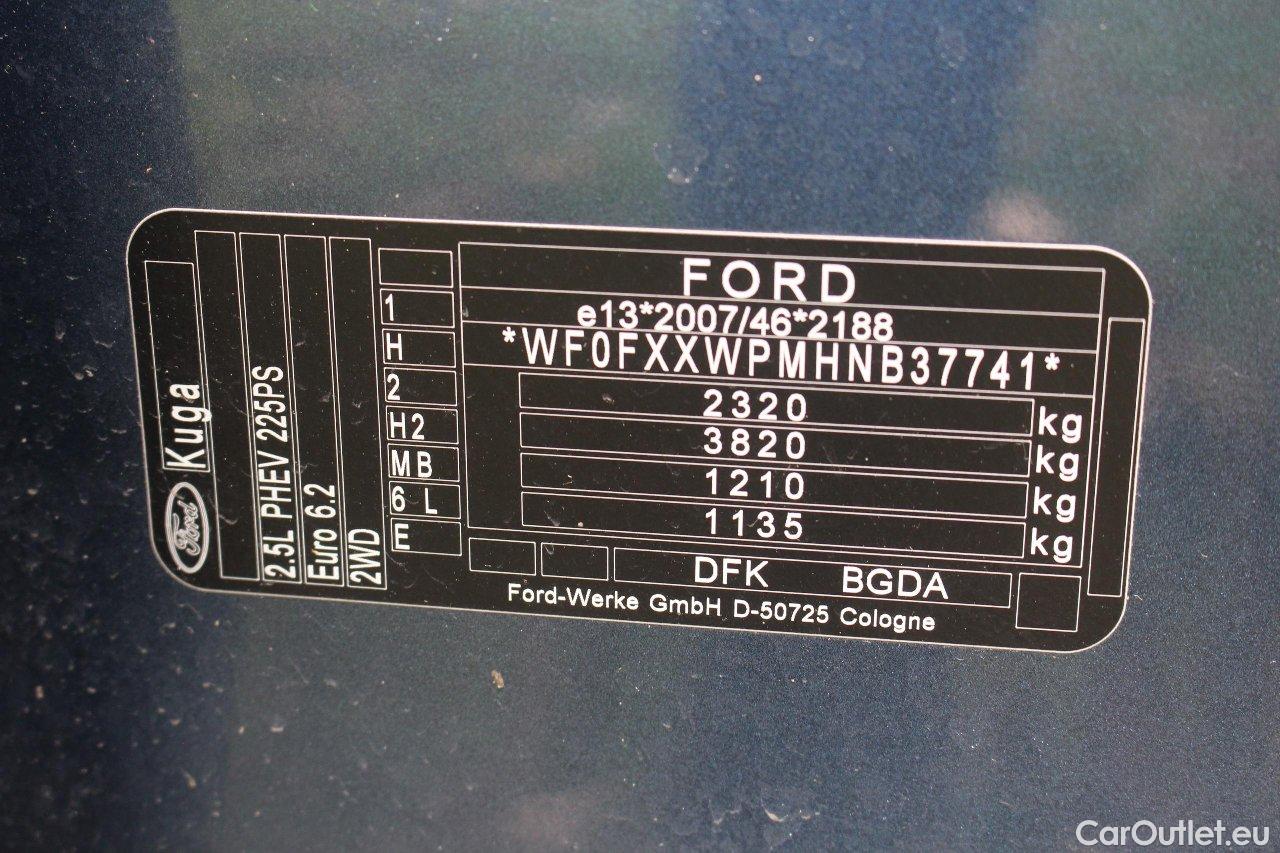 Ford Kuga
2.5L PHEV 225PS
Euro 6.2
2WD
1
H
2
H2
MB
6 L
E
FORD
e13*2007/46*2188
*WF0FXXWPMHNB37741*
2320 kg
3820 kg
1210 kg
1135 kg
DFK BGDA
Ford-Werke GmbH D-50725 Cologne
CarOutlet.eu